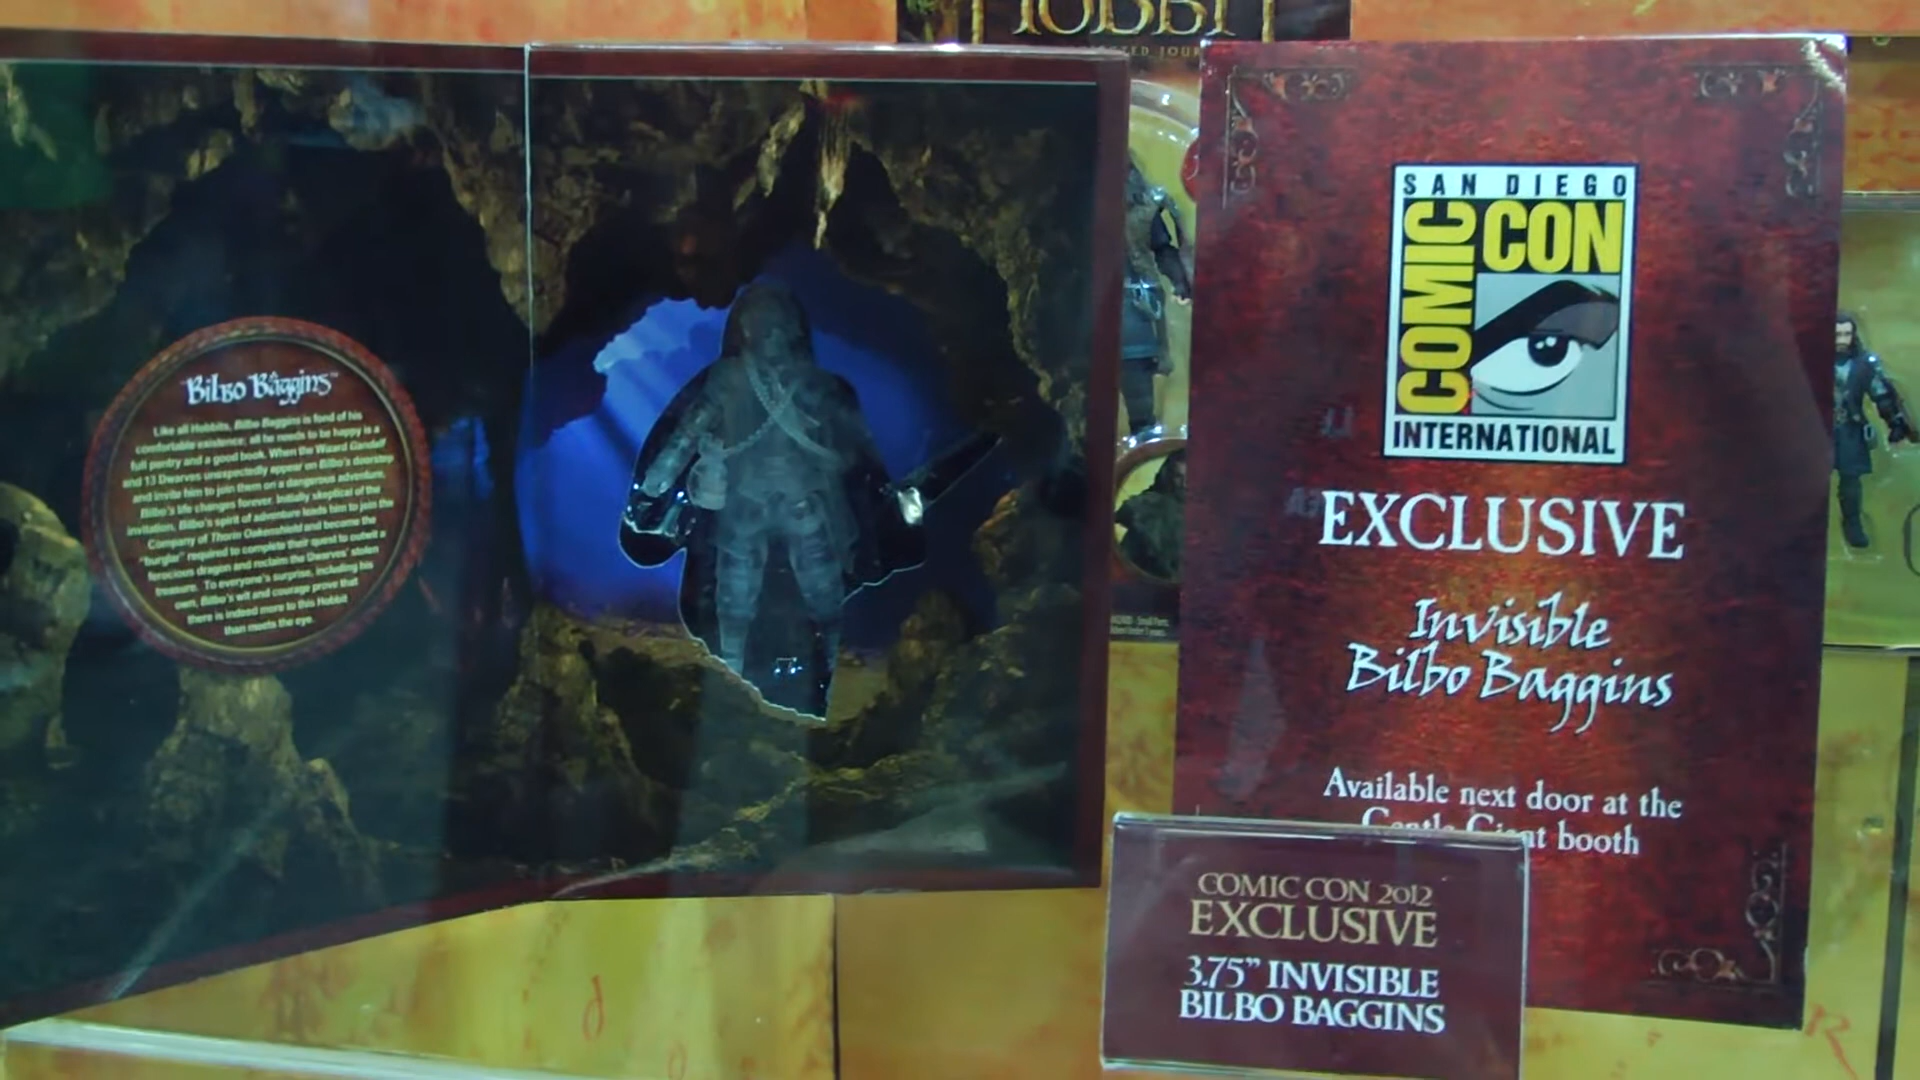 HOBBIT
Bilbo Bâggins™
Like all Hobbits, Bilbo Baggins is fond of his
comfortable existence; all he needs to be happy is a
full pantry and a good book. When the Wizard Gandalf
and 13 Dwarves unexpectedly appear on Bilbo's doorstep
and invite him to join them on a dangerous adventure,
Bilbo's life changes forever. Initially skeptical of the
invitation, Bilbo's spirit of adventure leads him to join the
Company of Thorin Oakenshield and become the
"burglar" required to complete their quest to outwit a
ferocious dragon and reclaim the Dwarves' stolen
treasure. To everyone's surprise, including his
own, Bilbo's wit and courage prove that
there is indeed more to this Hobbit
than meets the eye.
SAN DIEGO
COMIC
CON
INTERNATIONAL
EXCLUSIVE
Invisible
Bilbo Baggins
Available next door at the
Gentle Giant booth
COMIC CON 2012
EXCLUSIVE
3.75” INVISIBLE
BILBO BAGGINS